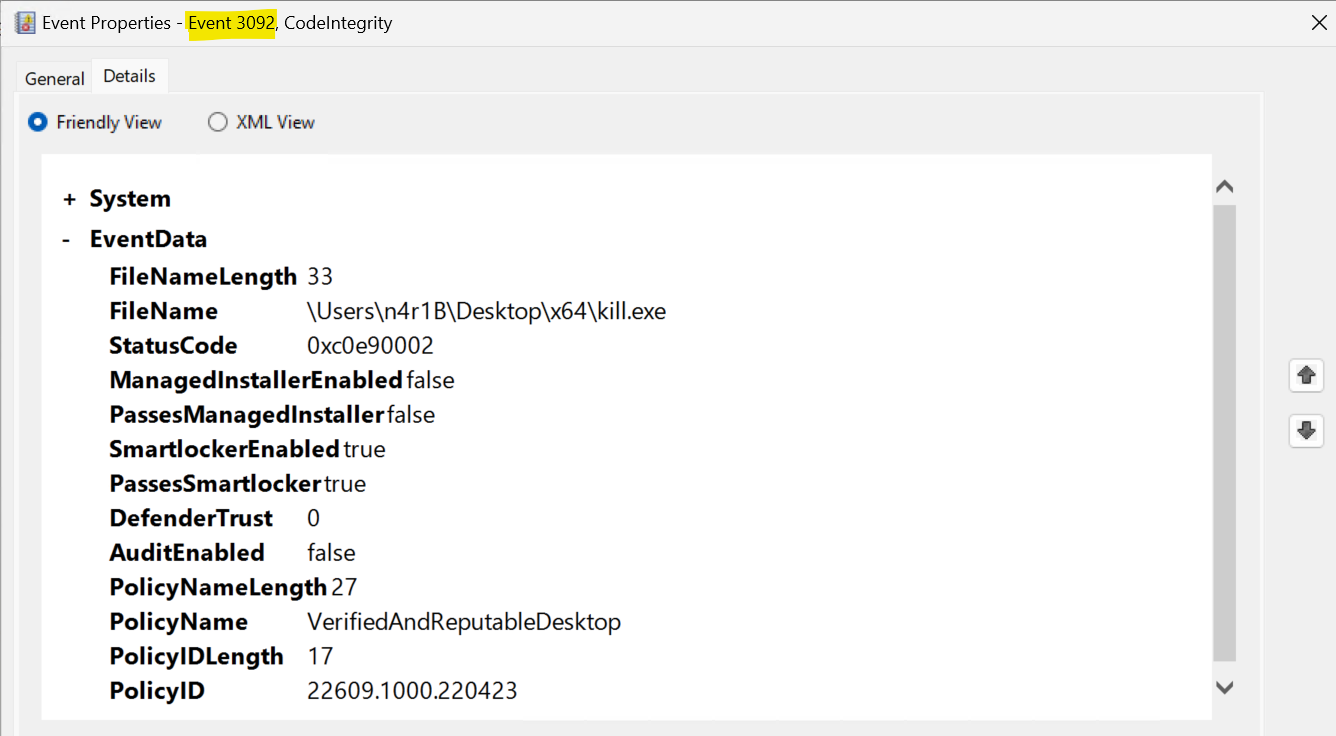 Event Properties - Event 3092, CodeIntegrity
General Details
Friendly View XML View
+ System
- EventData
FileNameLength 33
FileName \Users\n4r1B\Desktop\x64\kill.exe
StatusCode 0xc0e90002
ManagedInstallerEnabled false
PassesManagedInstaller false
SmartlockerEnabled true
PassesSmartlocker true
DefenderTrust 0
AuditEnabled false
PolicyNameLength 27
PolicyName VerifiedAndReputableDesktop
PolicyIDLength 17
PolicyID 22609.1000.220423